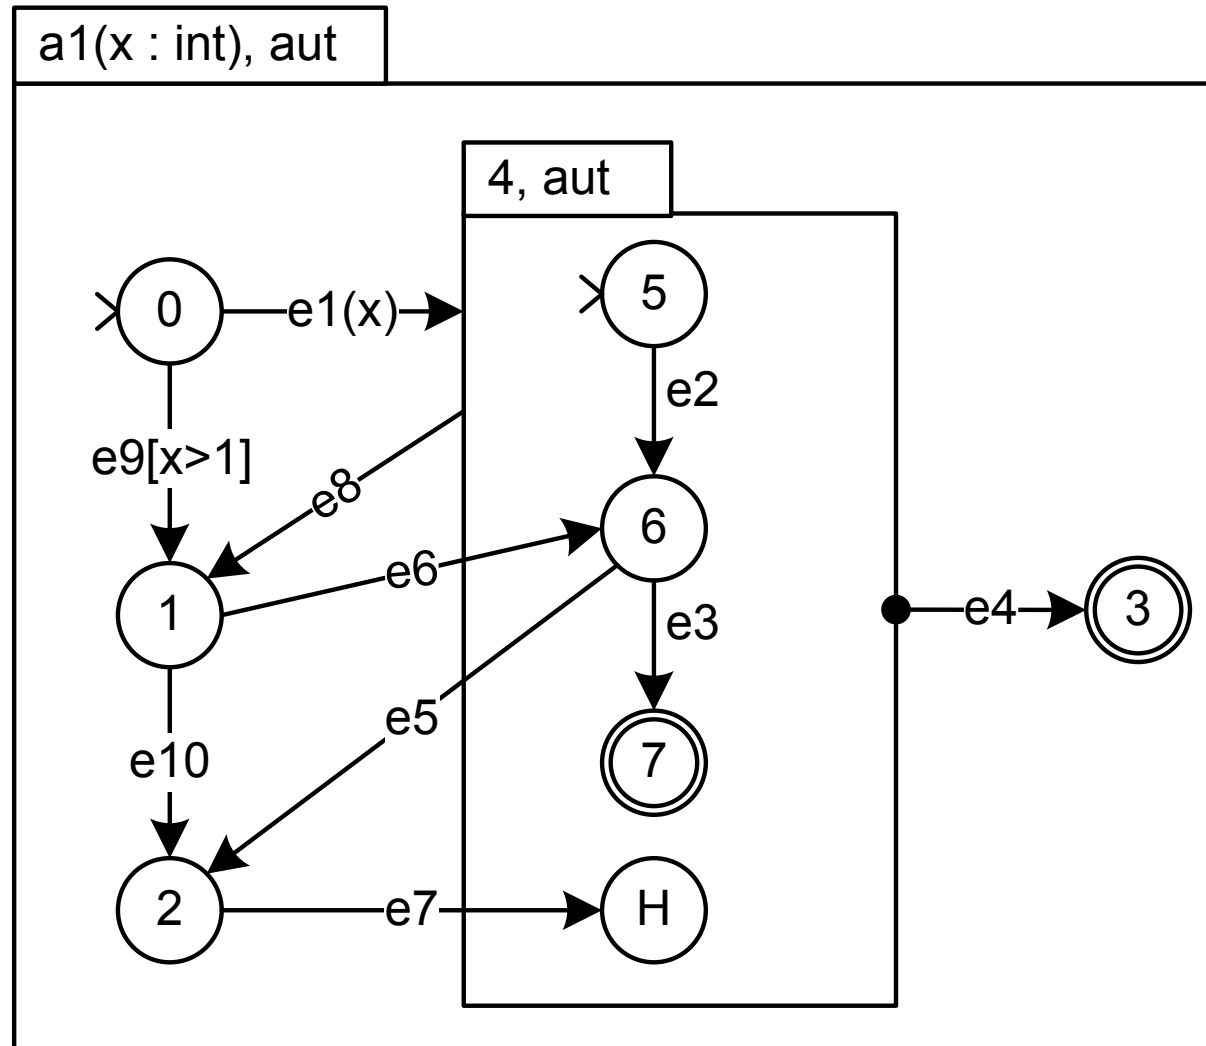 a1(x : int), aut
4, aut
0
e1(x)
5
e2
e9[x>1]
e8
6
e6
1
e3
e4
3
e5
e10
7
2
e7
H